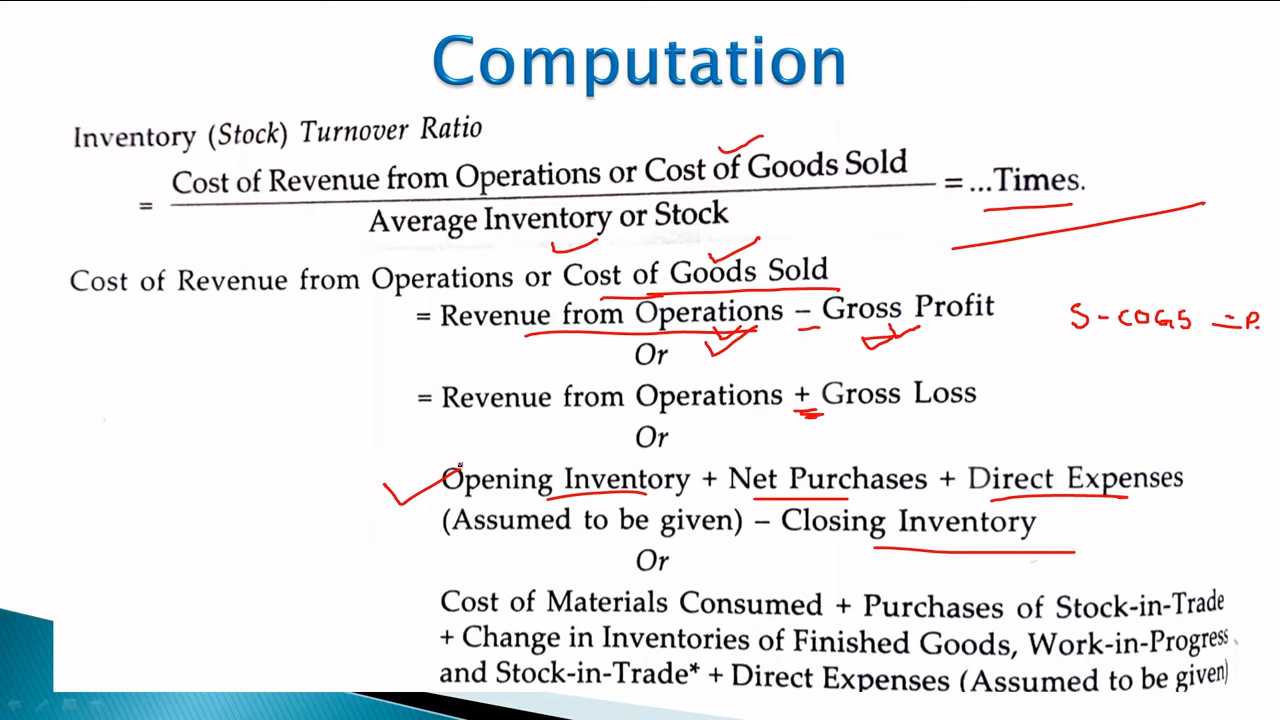 Computation
Inventory (Stock) Turnover Ratio
Cost of Revenue from Operations or Cost of Goods Sold
= = ...Times.
Average Inventory or Stock
Cost of Revenue from Operations or Cost of Goods Sold
= Revenue from Operations – Gross Profit S-COGS =P.
Or
= Revenue from Operations + Gross Loss
Or
Opening Inventory + Net Purchases + Direct Expenses
(Assumed to be given) – Closing Inventory
Or
Cost of Materials Consumed + Purchases of Stock-in-Trade
+ Change in Inventories of Finished Goods, Work-in-Progress
and Stock-in-Trade* + Direct Expenses (Assumed to be given)